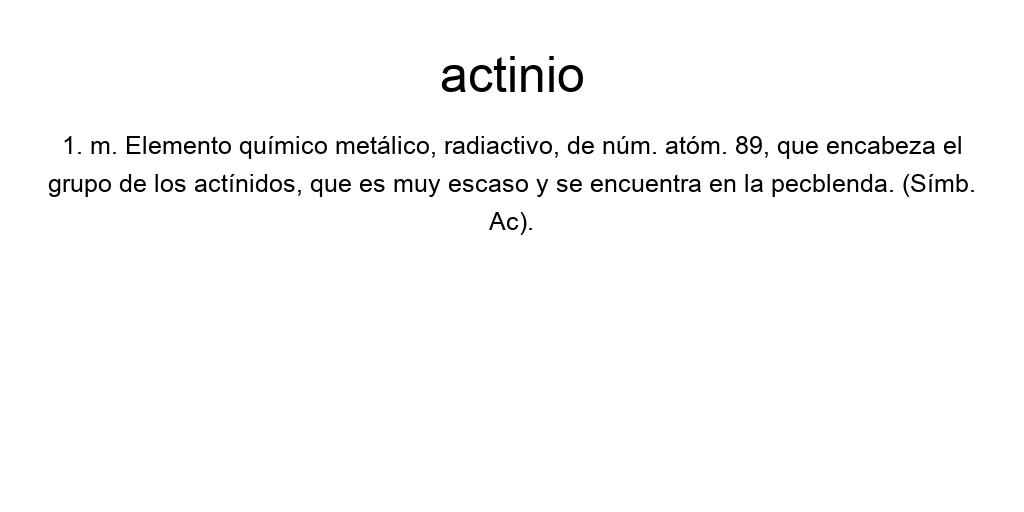 actinio
1. m. Elemento químico metálico, radiactivo, de núm. atóm. 89, que encabeza el
grupo de los actínidos, que es muy escaso y se encuentra en la pecblenda. (Símb.
Ac).